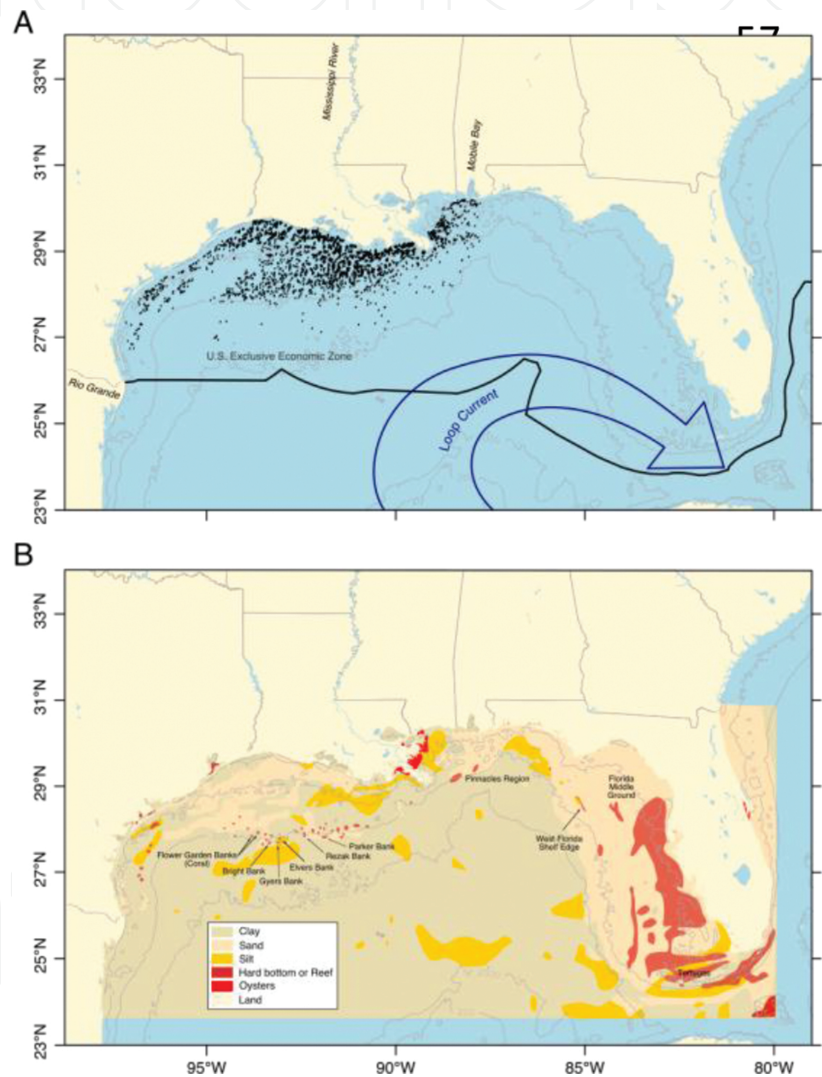 A
33°N
31°N
29°N
27°N
25°N
23°N
Mississippi River
Mobile Bay
U.S. Exclusive Economic Zone
Rio Grande
Loop Current
B
33°N
31°N
29°N
27°N
25°N
23°N
Pinnacles Region
Florida
Middle
Ground
West Florida
Shelf Edge
Parker Bank
Rezak Bank
Elvers Bank
Flower Garden Banks
(Coral)
Bright Bank
Gyers Bank
Tortugas
Clay
Sand
Silt
Hard bottom or Reef
Oysters
Land
95°W
90°W
85°W
80°W